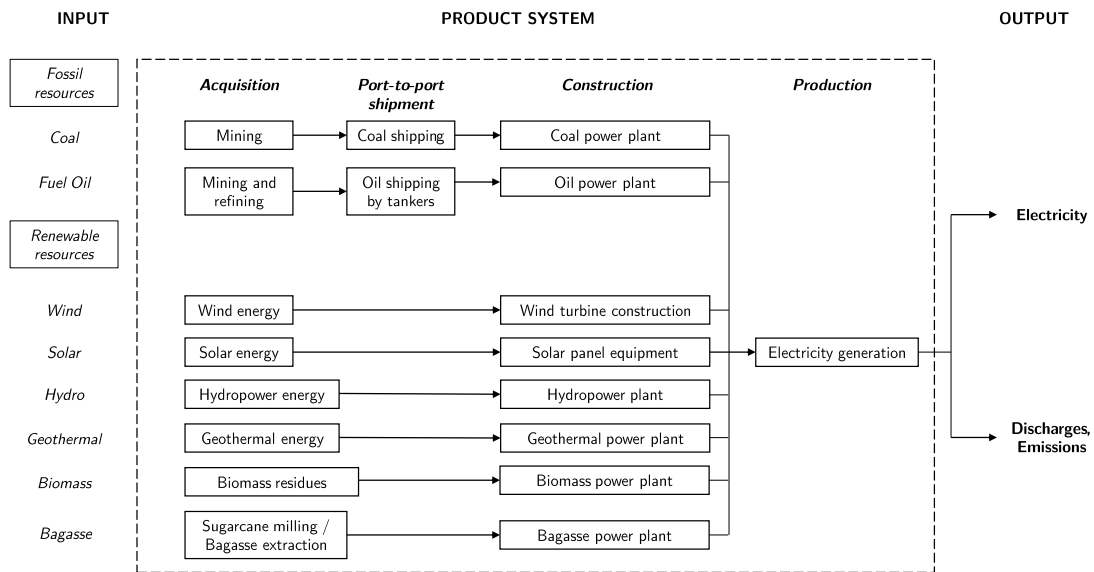 INPUT
PRODUCT SYSTEM
OUTPUT
Fossil
resources
Acquisition
Port-to-port
shipment
Construction
Production
Coal
Mining
Coal shipping
Coal power plant
Fuel Oil
Mining and
refining
Oil shipping
by tankers
Oil power plant
Renewable
resources
Electricity
Wind
Wind energy
Wind turbine construction
Solar
Solar energy
Solar panel equipment
Electricity generation
Hydro
Hydropower energy
Hydropower plant
Geothermal
Geothermal energy
Geothermal power plant
Discharges,
Emissions
Biomass
Biomass residues
Biomass power plant
Bagasse
Sugarcane milling /
Bagasse extraction
Bagasse power plant